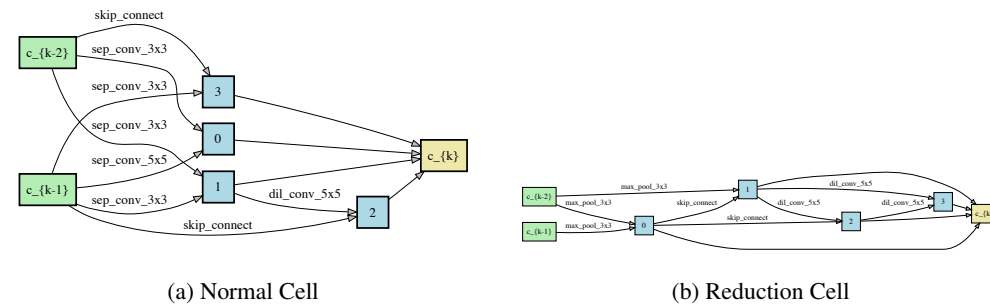 skip_connect
c_{k-2}
sep_conv_3x3
sep_conv_3x3
3
sep_conv_3x3
0
c_{k}
sep_conv_5x5
c_{k-1}
1
sep_conv_3x3
dil_conv_5x5
2
skip_connect
(a) Normal Cell
c_{k-2}
max_pool_3x3
1
dil_conv_5x5
max_pool_3x3
skip_connect
dil_conv_5x5
dil_conv_5x5
3
c_{k
c_{k-1}
max_pool_3x3
0
skip_connect
2
(b) Reduction Cell